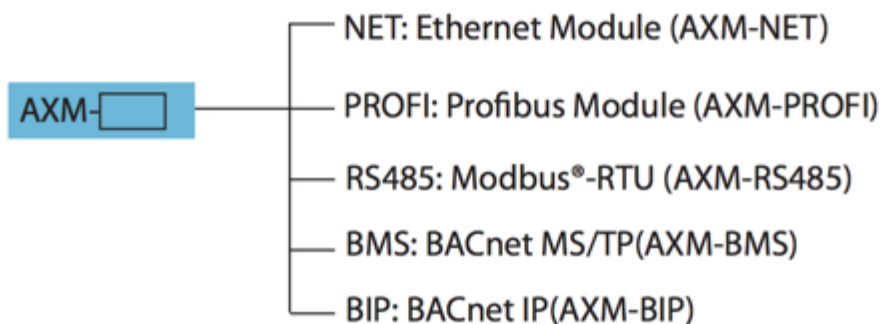 NET: Ethernet Module (AXM-NET)
AXM-
PROFI: Profibus Module (AXM-PROFI)
RS485: Modbus®-RTU (AXM-RS485)
BMS: BACnet MS/TP(AXM-BMS)
BIP: BACnet IP(AXM-BIP)